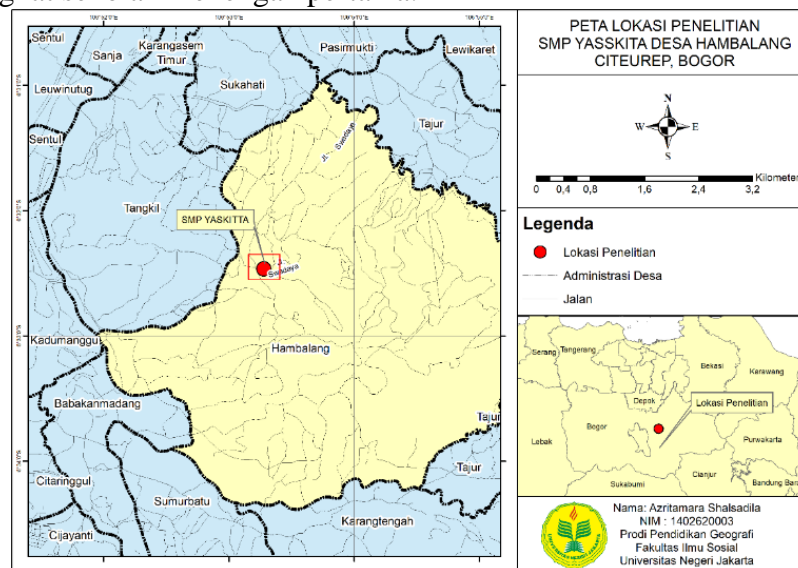 PETA LOKASI PENELITIAN
SMP YASSKITA DESA HAMBALANG
CITEUREP, BOGOR
N
W E
S
Kilometer
0 0,4 0,8 1,6 2,4 3,2
Legenda
Lokasi Penelitian
Administrasi Desa
Jalan
Sentul
Sanja
Karangasem
Timur
Pasirmukti
Lewikaret
Leuwinutug
Sukahati
Sentul
Tajur
JL. Swadaya
Tangkil
SMP YASKITTA
Swadaya
Kadumanggu
Hambalang
Babakanmadang
Tajur
Tajur
Citaringgul
Sumurbatu
Karangtengah
Cijayanti
Serang
Tangerang
Bekasi
Karawang
Depok
Lokasi Penelitian
Lebak
Bogor
Purwakarta
Cianjur
Sukabumi
Bandung Bara
Nama: Azritamara Shalsadila
NIM : 1402620003
Prodi Pendidikan Geografi
Fakultas Ilmu Sosial
Universitas Negeri Jakarta